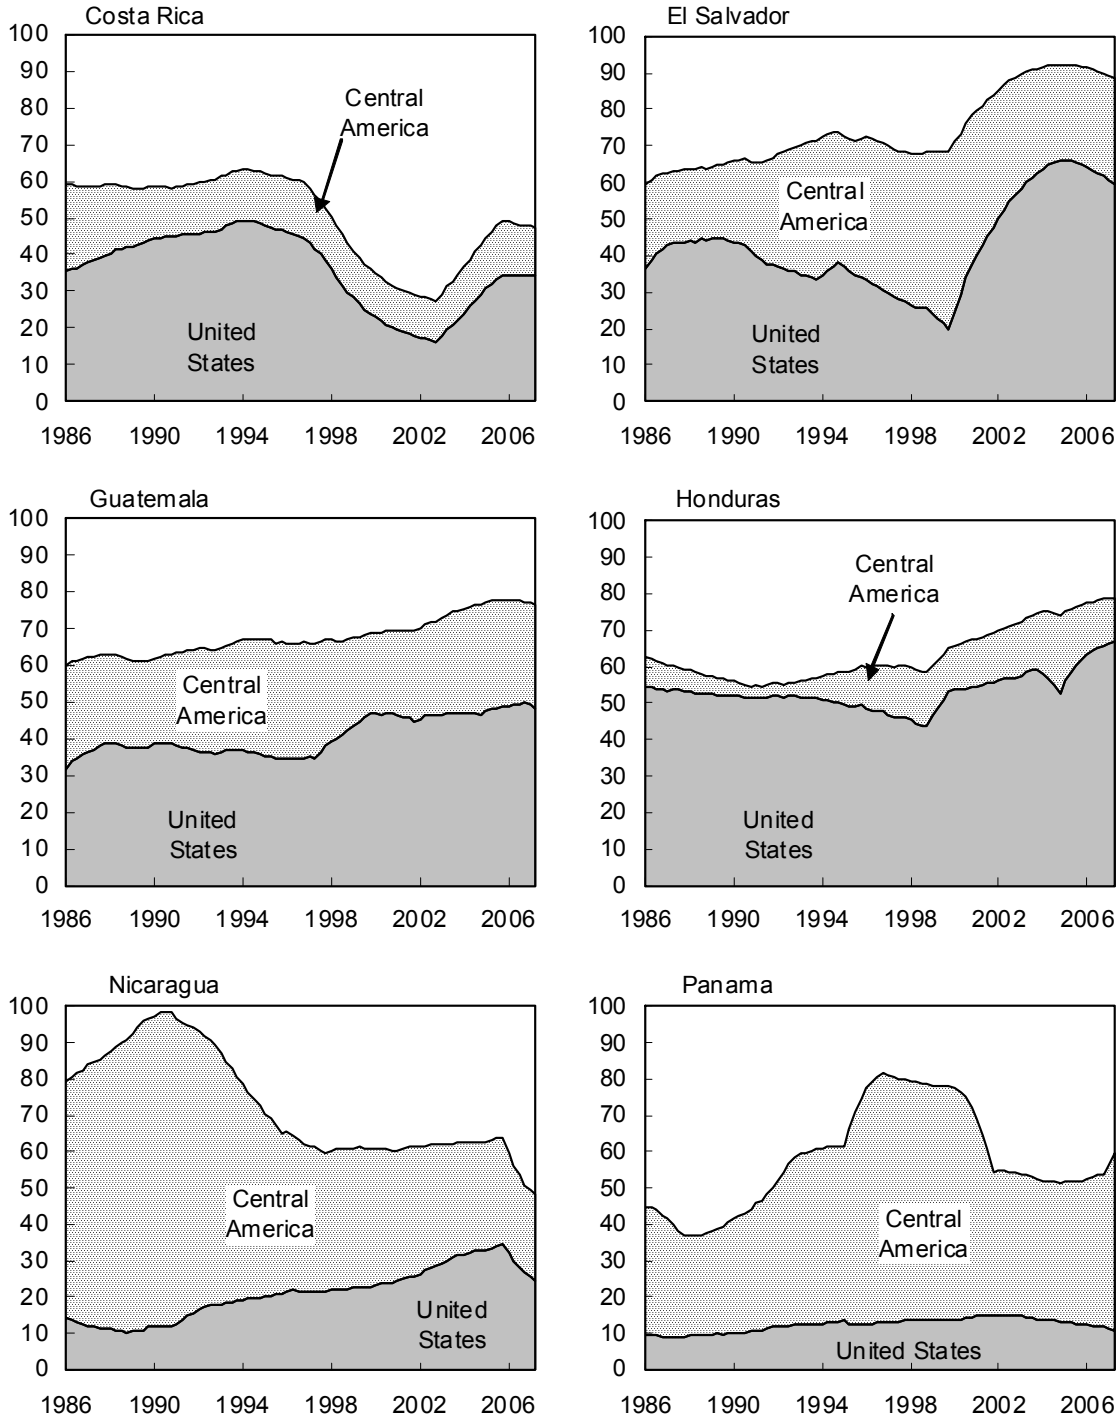 Costa Rica
100
90
80
70
60
50
40
30
20
10
0
Central
America
United
States
1986 1990 1994 1998 2002 2006
El Salvador
100
90
80
70
60
50
40
30
20
10
0
Central
America
United
States
1986 1990 1994 1998 2002 2006
Guatemala
100
90
80
70
60
50
40
30
20
10
0
Central
America
United
States
1986 1990 1994 1998 2002 2006
Honduras
100
90
80
70
60
50
40
30
20
10
0
Central
America
United
States
1986 1990 1994 1998 2002 2006
Nicaragua
100
90
80
70
60
50
40
30
20
10
0
Central
America
United
States
1986 1990 1994 1998 2002 2006
Panama
100
90
80
70
60
50
40
30
20
10
0
Central
America
United States
1986 1990 1994 1998 2002 2006